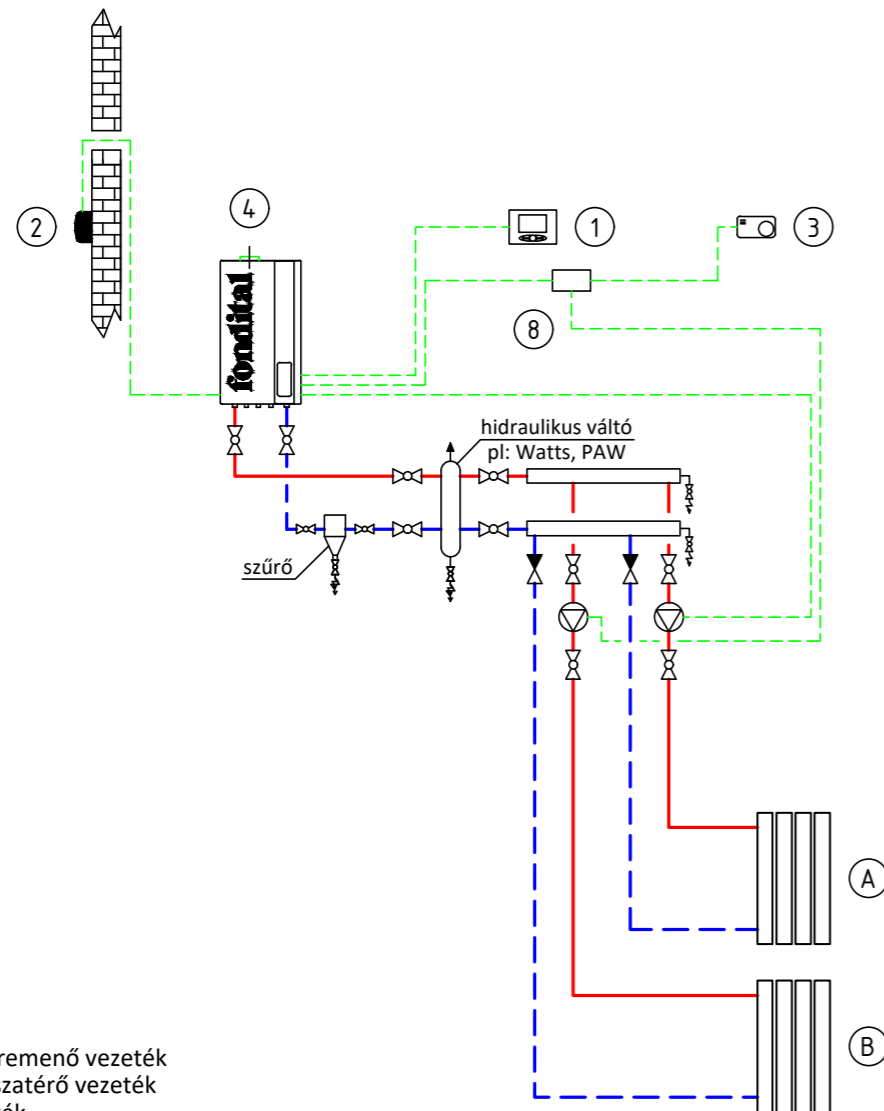 2
4
1
3
8
fondital
hidraulikus váltó
pl: Watts, PAW
szűrő
A
B
remenő vezeték
szatérő vezeték